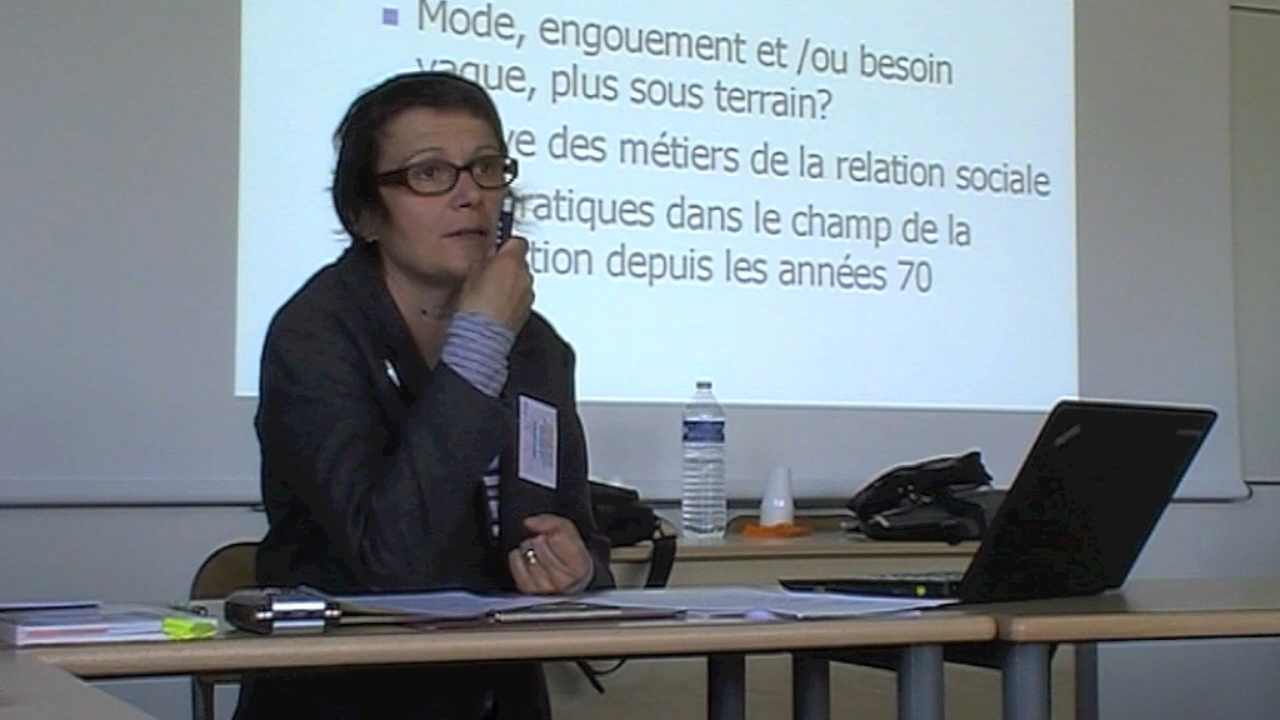 Mode, engouement et /ou besoin
vague, plus sous terrain?
des métiers de la relation sociale
dans le champ de la
depuis les années 70